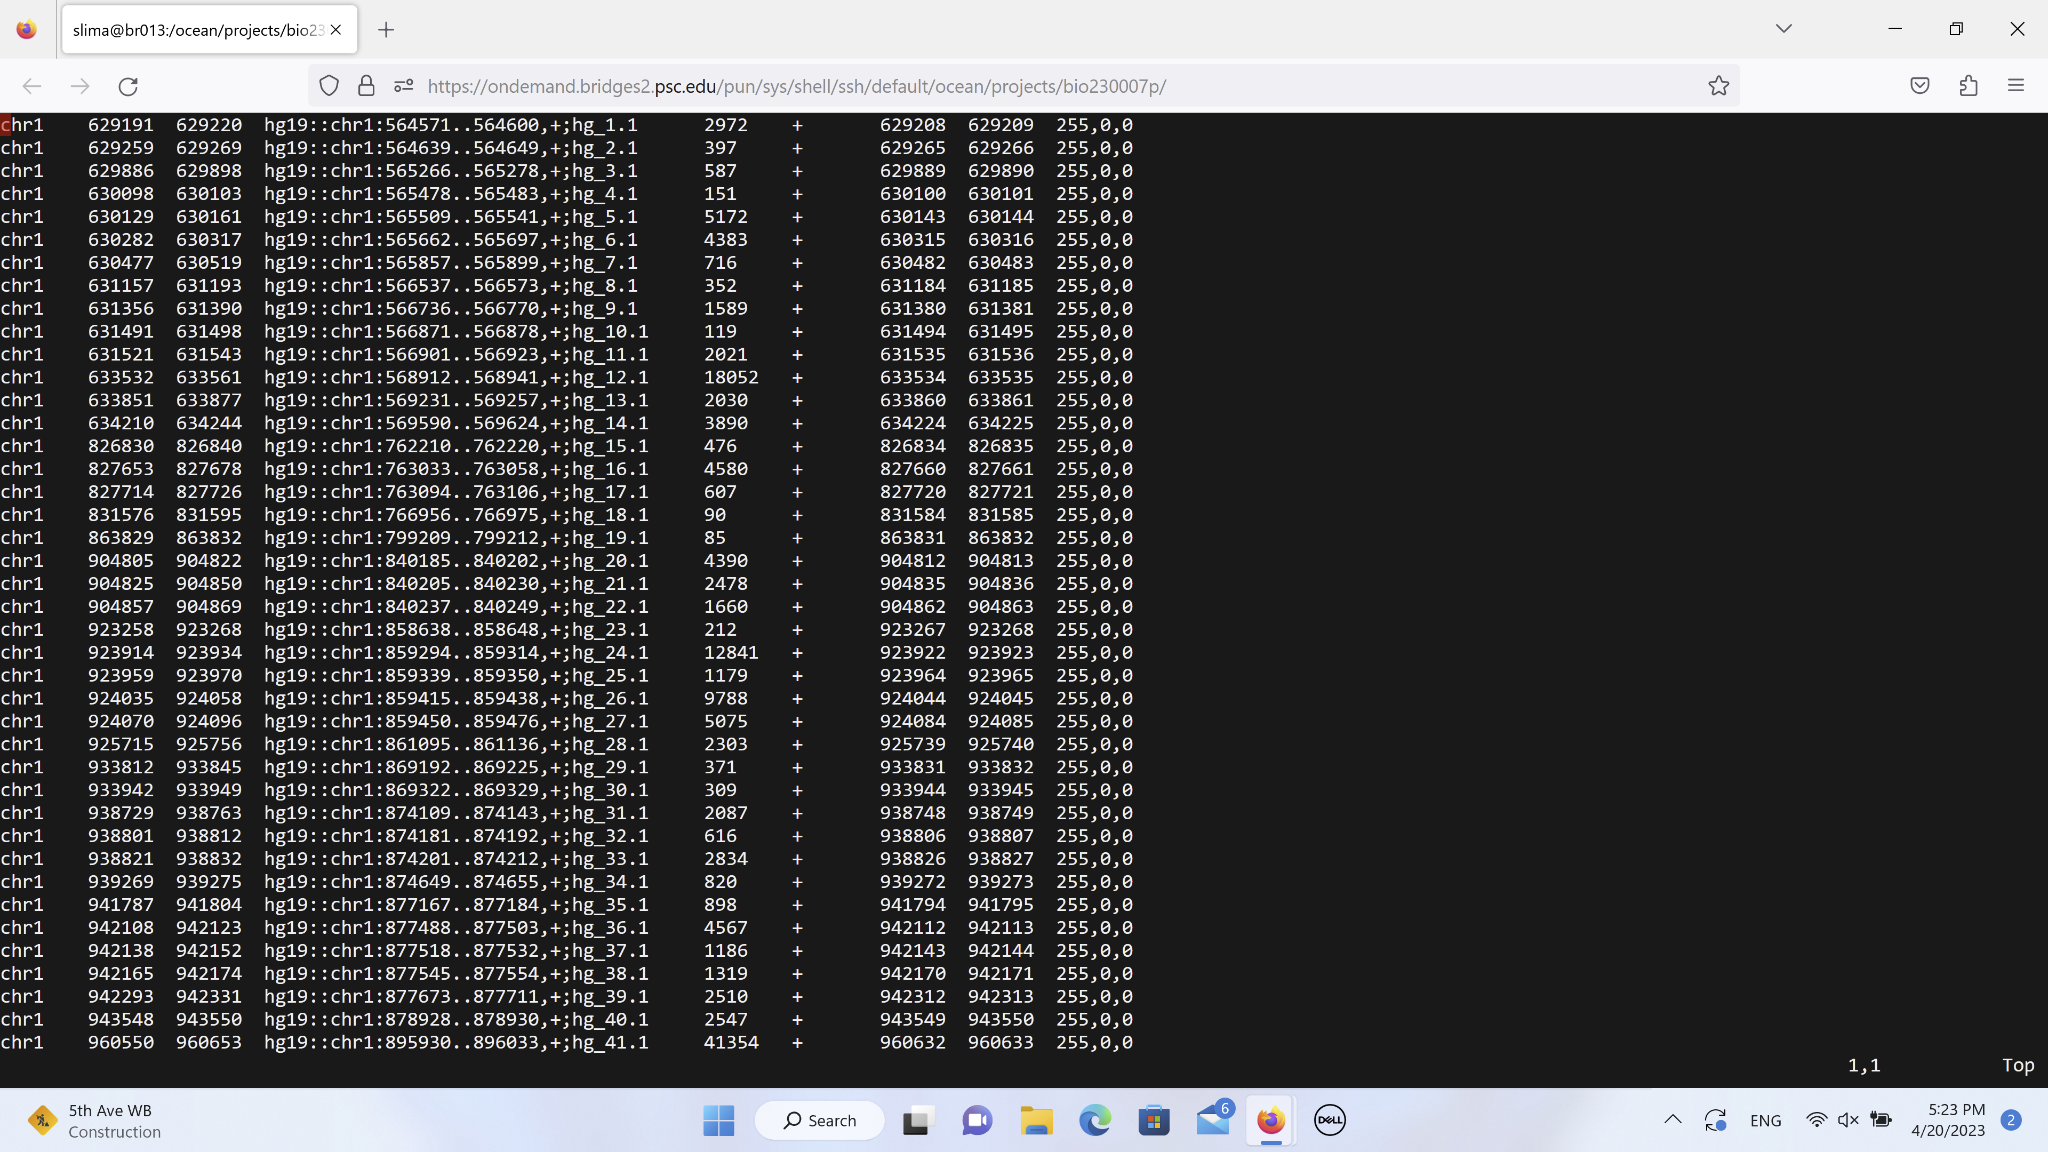 slima@br013:/ocean/projects/bio23
https://ondemand.bridges2.psc.edu/pun/sys/shell/ssh/default/ocean/projects/bio230007p/
chr1 629191 629220 hg19::chr1:564571..564600,+;hg_1.1 2972 + 629208 629209 255,0,0
chr1 629259 629269 hg19::chr1:564639..564649,+;hg_2.1 397 + 629265 629266 255,0,0
chr1 629886 629898 hg19::chr1:565266..565278,+;hg_3.1 587 + 629889 629890 255,0,0
chr1 630098 630103 hg19::chr1:565478..565483,+;hg_4.1 151 + 630100 630101 255,0,0
chr1 630129 630161 hg19::chr1:565509..565541,+;hg_5.1 5172 + 630143 630144 255,0,0
chr1 630282 630317 hg19::chr1:565662..565697,+;hg_6.1 4383 + 630315 630316 255,0,0
chr1 630477 630519 hg19::chr1:565857..565899,+;hg_7.1 716 + 630482 630483 255,0,0
chr1 631157 631193 hg19::chr1:566537..566573,+;hg_8.1 352 + 631184 631185 255,0,0
chr1 631356 631390 hg19::chr1:566736..566770,+;hg_9.1 1589 + 631380 631381 255,0,0
chr1 631491 631498 hg19::chr1:566871..566878,+;hg_10.1 119 + 631494 631495 255,0,0
chr1 631521 631543 hg19::chr1:566901..566923,+;hg_11.1 2021 + 631535 631536 255,0,0
chr1 633532 633561 hg19::chr1:568912..568941,+;hg_12.1 18052 + 633534 633535 255,0,0
chr1 633851 633877 hg19::chr1:569231..569257,+;hg_13.1 2030 + 633860 633861 255,0,0
chr1 634210 634244 hg19::chr1:569590..569624,+;hg_14.1 3890 + 634224 634225 255,0,0
chr1 826830 826840 hg19::chr1:762210..762220,+;hg_15.1 476 + 826834 826835 255,0,0
chr1 827653 827678 hg19::chr1:763033..763058,+;hg_16.1 4580 + 827660 827661 255,0,0
chr1 827714 827726 hg19::chr1:763094..763106,+;hg_17.1 607 + 827720 827721 255,0,0
chr1 831576 831595 hg19::chr1:766956..766975,+;hg_18.1 90 + 831584 831585 255,0,0
chr1 863829 863832 hg19::chr1:799209..799212,+;hg_19.1 85 + 863831 863832 255,0,0
chr1 904805 904822 hg19::chr1:840185..840202,+;hg_20.1 4390 + 904812 904813 255,0,0
chr1 904825 904850 hg19::chr1:840205..840230,+;hg_21.1 2478 + 904835 904836 255,0,0
chr1 904857 904869 hg19::chr1:840237..840249,+;hg_22.1 1660 + 904862 904863 255,0,0
chr1 923258 923268 hg19::chr1:858638..858648,+;hg_23.1 212 + 923267 923268 255,0,0
chr1 923914 923934 hg19::chr1:859294..859314,+;hg_24.1 12841 + 923922 923923 255,0,0
chr1 923959 923970 hg19::chr1:859339..859350,+;hg_25.1 1179 + 923964 923965 255,0,0
chr1 924035 924058 hg19::chr1:859415..859438,+;hg_26.1 9788 + 924044 924045 255,0,0
chr1 924070 924096 hg19::chr1:859450..859476,+;hg_27.1 5075 + 924084 924085 255,0,0
chr1 925715 925756 hg19::chr1:861095..861136,+;hg_28.1 2303 + 925739 925740 255,0,0
chr1 933812 933845 hg19::chr1:869192..869225,+;hg_29.1 371 + 933831 933832 255,0,0
chr1 933942 933949 hg19::chr1:869322..869329,+;hg_30.1 309 + 933944 933945 255,0,0
chr1 938729 938763 hg19::chr1:874109..874143,+;hg_31.1 2087 + 938748 938749 255,0,0
chr1 938801 938812 hg19::chr1:874181..874192,+;hg_32.1 616 + 938806 938807 255,0,0
chr1 938821 938832 hg19::chr1:874201..874212,+;hg_33.1 2834 + 938826 938827 255,0,0
chr1 939269 939275 hg19::chr1:874649..874655,+;hg_34.1 820 + 939272 939273 255,0,0
chr1 941787 941804 hg19::chr1:877167..877184,+;hg_35.1 898 + 941794 941795 255,0,0
chr1 942108 942123 hg19::chr1:877488..877503,+;hg_36.1 4567 + 942112 942113 255,0,0
chr1 942138 942152 hg19::chr1:877518..877532,+;hg_37.1 1186 + 942143 942144 255,0,0
chr1 942165 942174 hg19::chr1:877545..877554,+;hg_38.1 1319 + 942170 942171 255,0,0
chr1 942293 942331 hg19::chr1:877673..877711,+;hg_39.1 2510 + 942312 942313 255,0,0
chr1 943548 943550 hg19::chr1:878928..878930,+;hg_40.1 2547 + 943549 943550 255,0,0
chr1 960550 960653 hg19::chr1:895930..896033,+;hg_41.1 41354 + 960632 960633 255,0,0
1,1 Top
5th Ave WB
Construction
Search
6
DELL
ENG
5:23 PM
4/20/2023
2